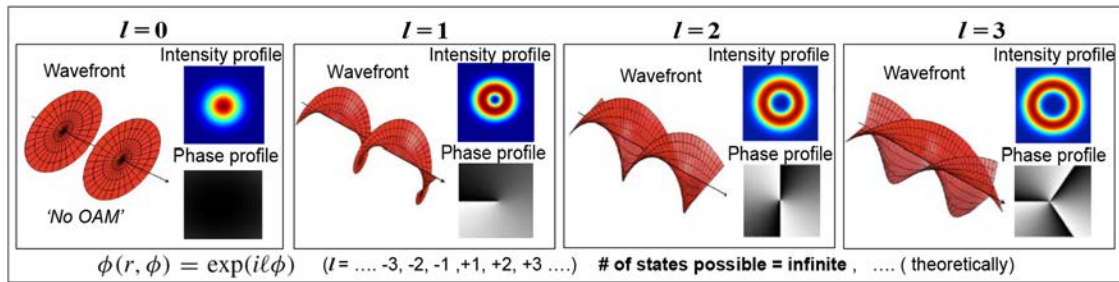 l = 0
Wavefront
Intensity profile
Phase profile
'No OAM'
l = 1
Intensity profile
Wavefront
Phase profile
l = 2
Intensity profile
Wavefront
Phase profile
l = 3
Intensity profile
Wavefront
Phase profile
ϕ(r, ϕ) = exp(iℓϕ) (l = .... -3, -2, -1 ,+1, +2, +3 ....) # of states possible = infinite , .... ( theoretically)